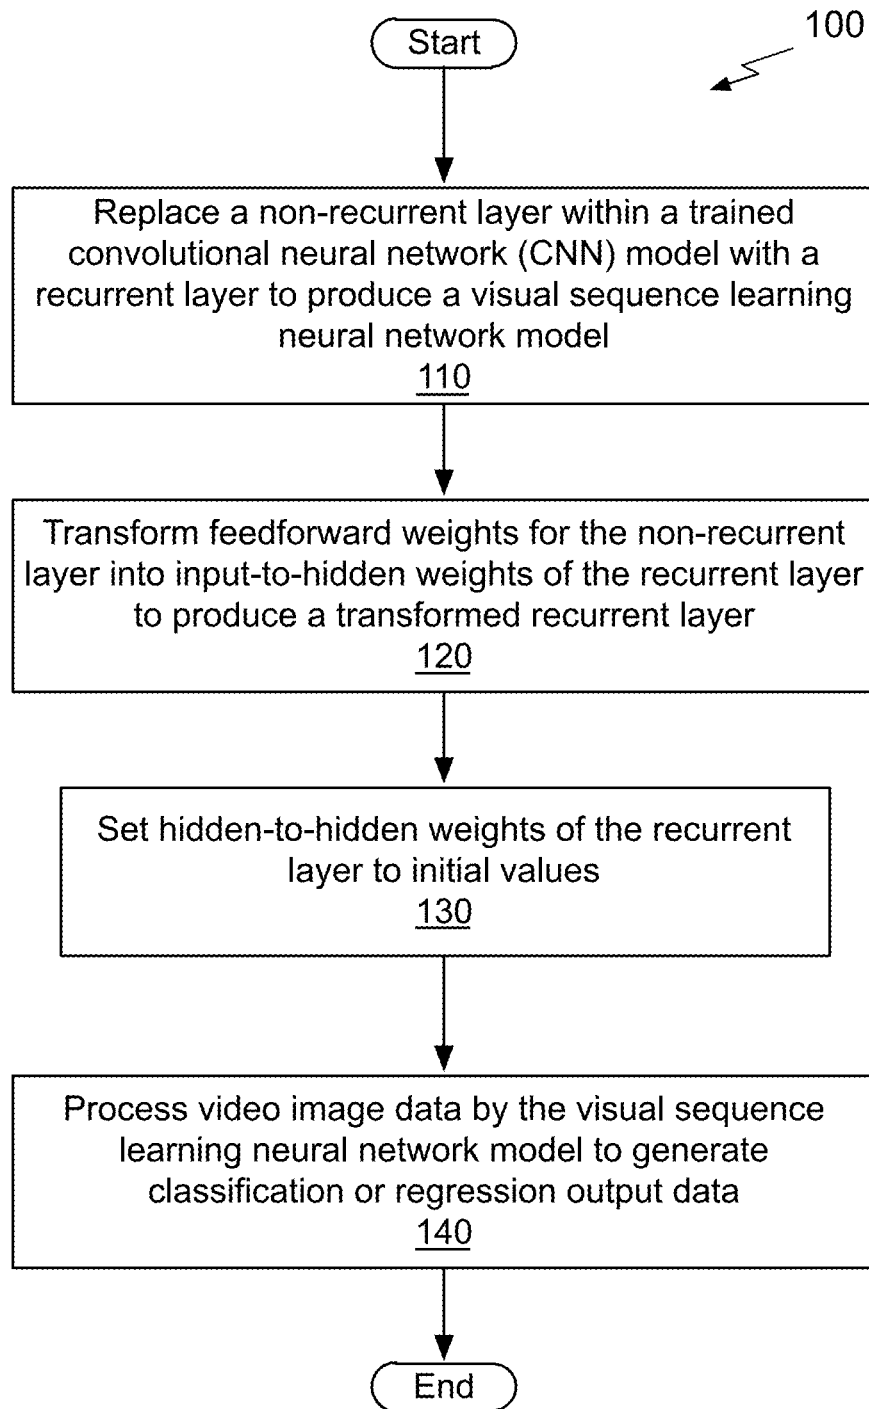 100
Start
Replace a non-recurrent layer within a trained
convolutional neural network (CNN) model with a
recurrent layer to produce a visual sequence learning
neural network model
110
Transform feedforward weights for the non-recurrent
layer into input-to-hidden weights of the recurrent layer
to produce a transformed recurrent layer
120
Set hidden-to-hidden weights of the recurrent
layer to initial values
130
Process video image data by the visual sequence
learning neural network model to generate
classification or regression output data
140
End